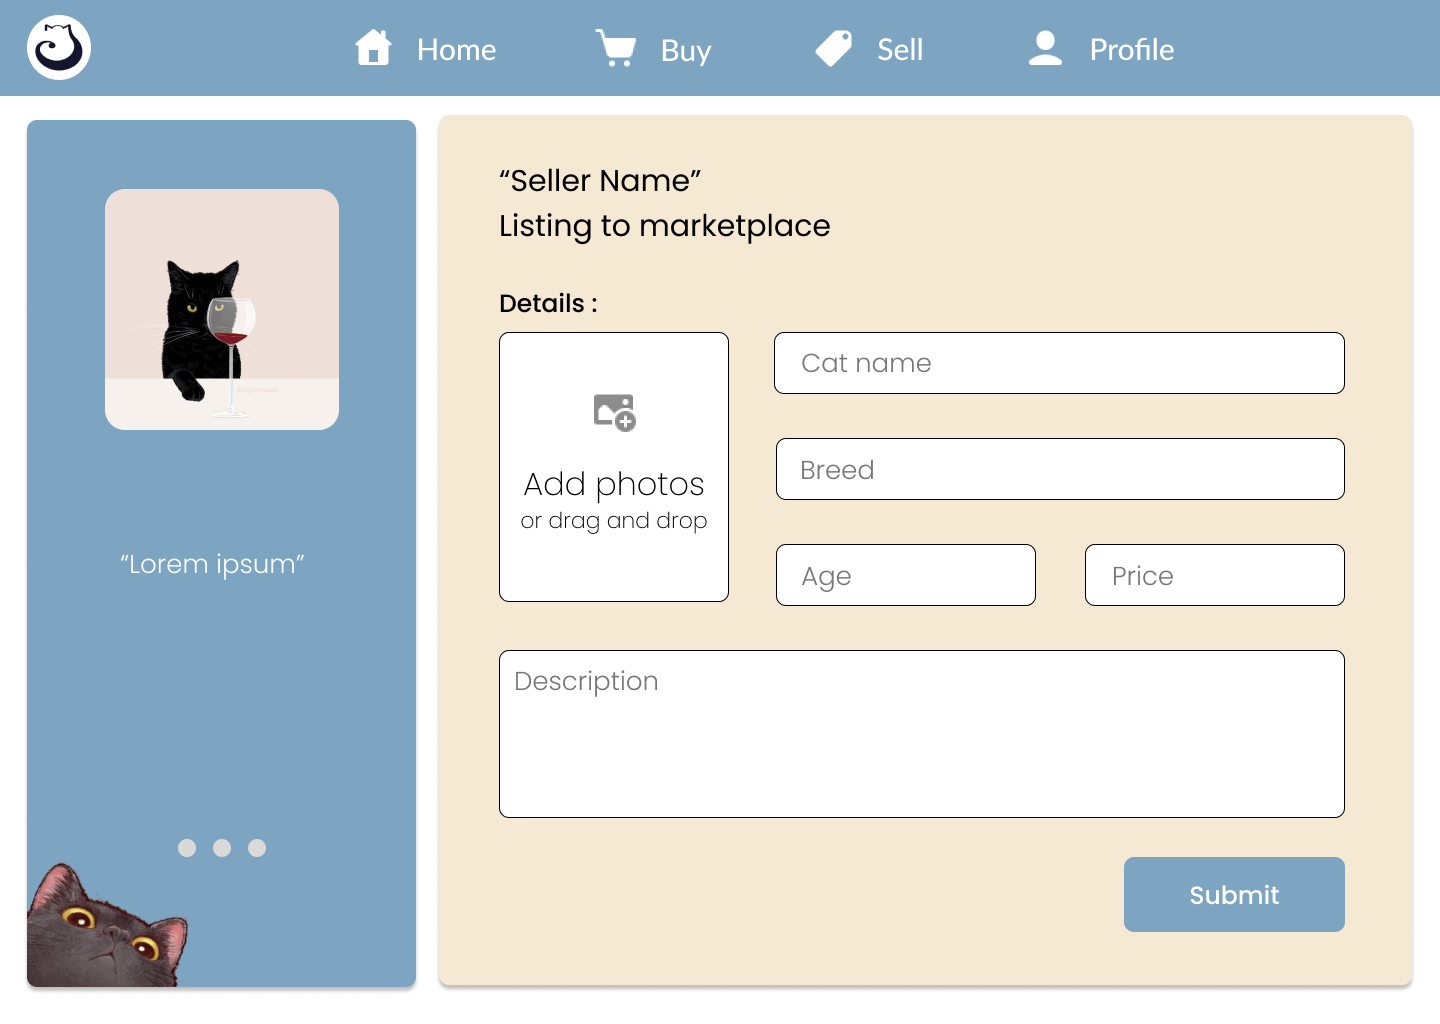 Home
Buy
Sell
Profile
“Lorem ipsum”
“Seller Name”
Listing to marketplace
Details :
Add photos
or drag and drop
Cat name
Breed
Age
Price
Description
Submit